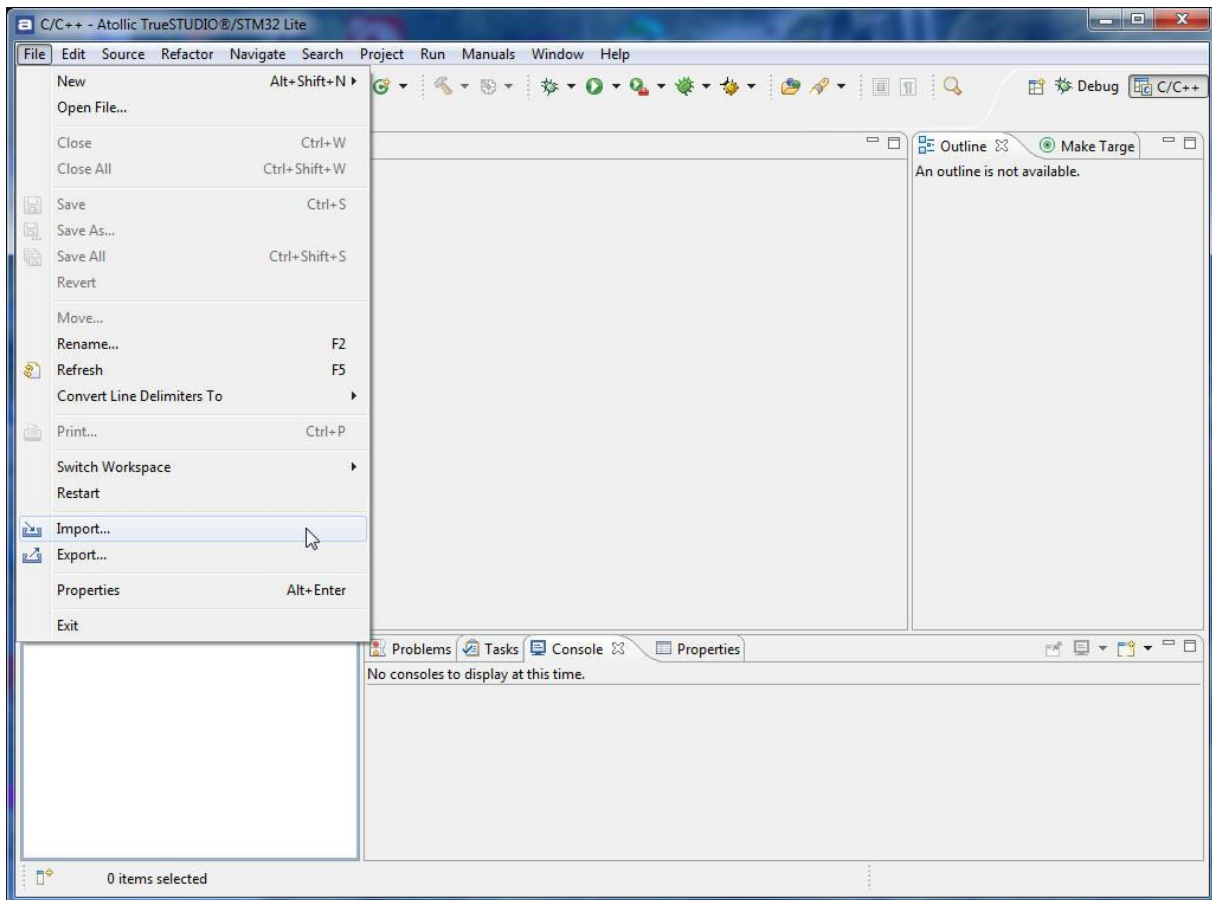 C/C++ - Atollic TrueSTUDIO®/STM32 Lite
File Edit Source Refactor Navigate Search Project Run Manuals Window Help
New Alt+Shift+N
Open File...
Debug C/C++
Close Ctrl+W
Close All Ctrl+Shift+W
Outline Make Targe
An outline is not available.
Save Ctrl+S
Save As...
Save All Ctrl+Shift+S
Revert
Move...
Rename... F2
Refresh F5
Convert Line Delimiters To
Print... Ctrl+P
Switch Workspace
Restart
Import...
Export...
Properties Alt+Enter
Exit
Problems Tasks Console Properties
No consoles to display at this time.
0 items selected